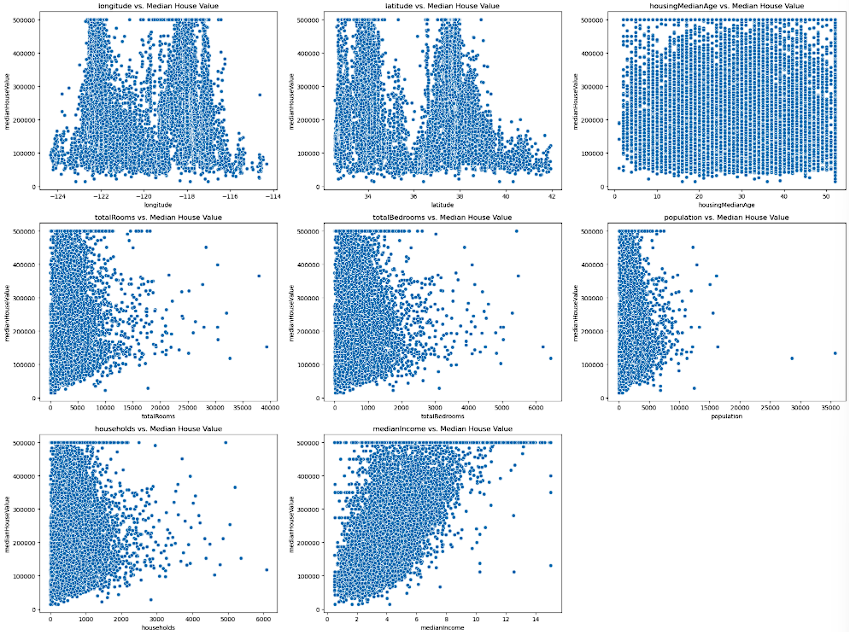 longitude vs. Median House Value
medianHouseValue
500000
400000
300000
200000
100000
0
−124 −122 −120 −118 −116 −114
longitude
latitude vs. Median House Value
medianHouseValue
500000
400000
300000
200000
100000
0
34 36 38 40 42
latitude
housingMedianAge vs. Median House Value
medianHouseValue
500000
400000
300000
200000
100000
0
0 10 20 30 40 50
housingMedianAge
totalRooms vs. Median House Value
medianHouseValue
500000
400000
300000
200000
100000
0
0 5000 10000 15000 20000 25000 30000 35000 40000
totalRooms
totalBedrooms vs. Median House Value
medianHouseValue
500000
400000
300000
200000
100000
0
0 1000 2000 3000 4000 5000 6000
totalBedrooms
population vs. Median House Value
medianHouseValue
500000
400000
300000
200000
100000
0
0 5000 10000 15000 20000 25000 30000 35000
population
households vs. Median House Value
medianHouseValue
500000
400000
300000
200000
100000
0
0 1000 2000 3000 4000 5000 6000
households
medianIncome vs. Median House Value
medianHouseValue
500000
400000
300000
200000
100000
0
0 2 4 6 8 10 12 14
medianIncome